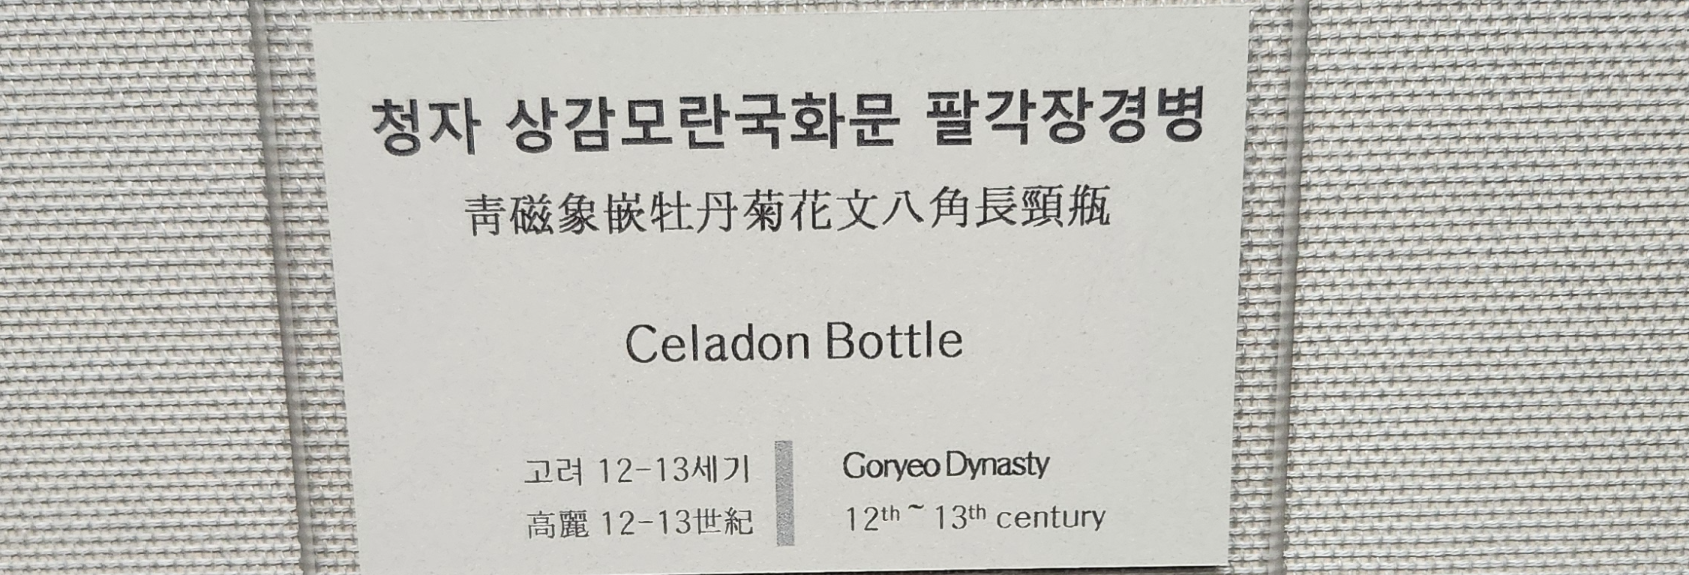 청자 상감모란국화문 팔각장경병
靑磁象嵌牡丹菊花文八角長頸甁
Celadon Bottle
고려 12-13세기
高麗 12-13世紀
Goryeo Dynasty
12th ~ 13th century